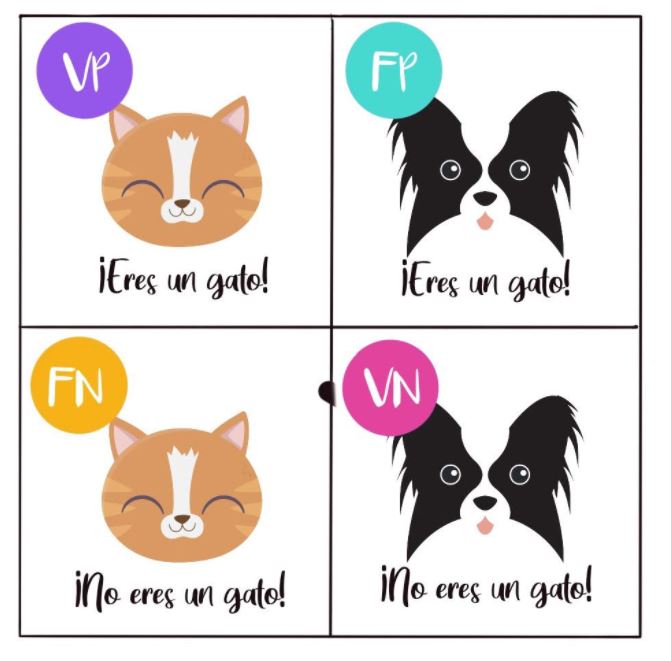 VP
FP
¡Eres un gato!
¡Eres un gato!
FN
VN
¡No eres un gato!
¡No eres un gato!